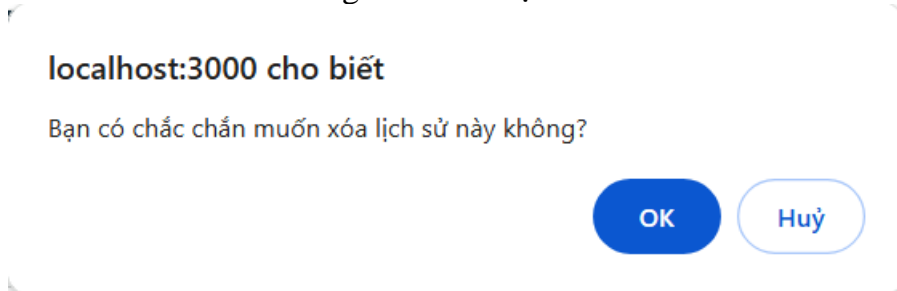 localhost:3000 cho biết
Bạn có chắc chắn muốn xóa lịch sử này không?
OK
Huỷ